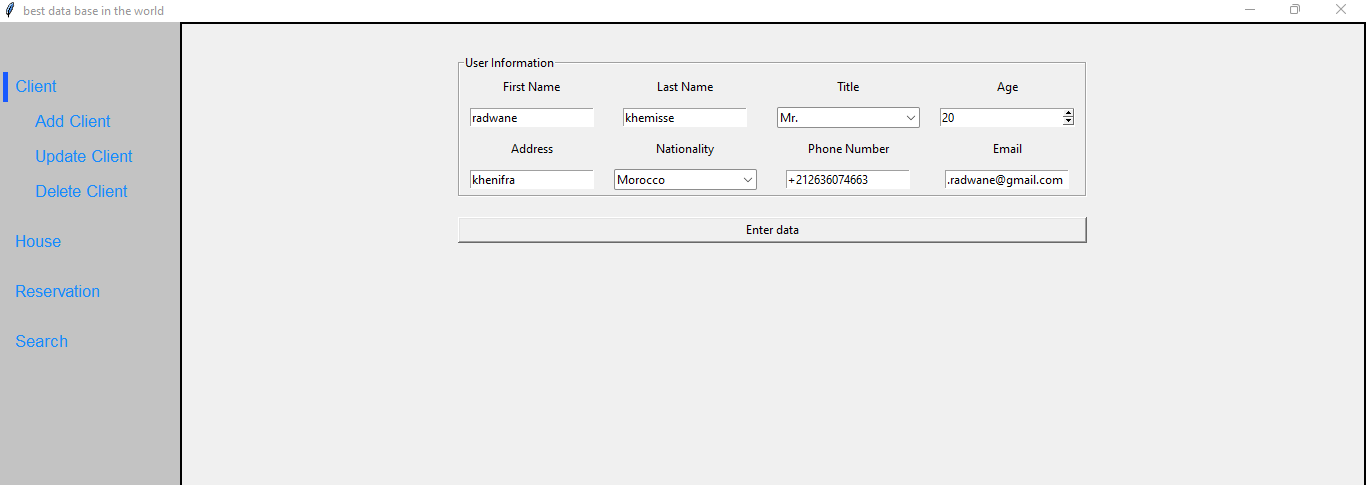 best data base in the world
Client
Add Client
Update Client
Delete Client
House
Reservation
Search
User Information
First Name Last Name Title Age
radwane khemisse Mr. 20
Address Nationality Phone Number Email
khenifra Morocco +212636074663 .radwane@gmail.com
Enter data